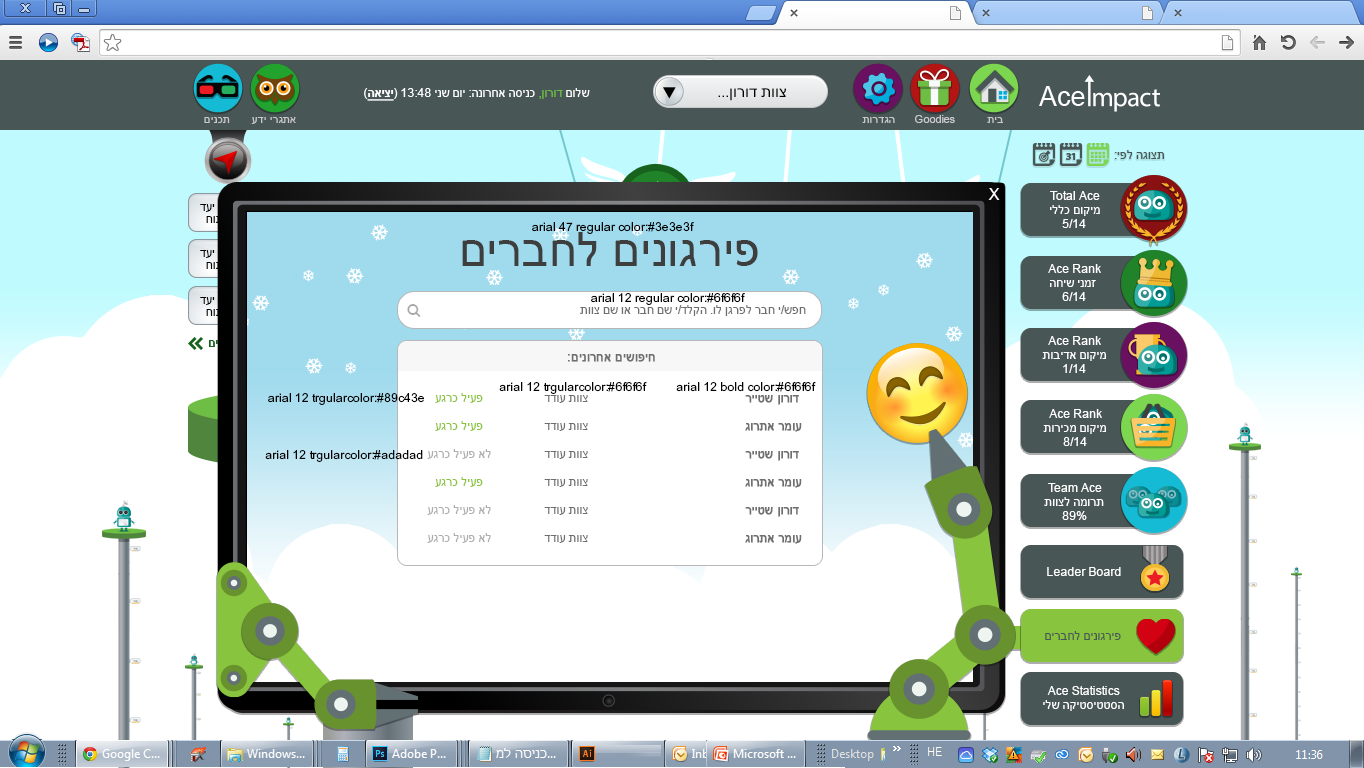 שלום דורון, כניסה אחרונה: יום שני 13:48 (יציאה)
צוות דורון...
תכנים
אתגרי ידע
הגדרות
Goodies
בית
AceImpact
תצוגה לפי:
31
יעד
יעד
יעד
X
arial 47 regular color:#3e3e3f
פירגונים לחברים
arial 12 regular color:#6f6f6f
חפש/י חבר לפרגן לו. הקלד/י שם חבר או שם צוות
חיפושים אחרונים:
arial 12 bold color:#6f6f6f
arial 12 trgularcolor:#6f6f6f
arial 12 trgularcolor:#89c43e
דורון שטייר צוות עודד פעיל כרגע
עומר אתרוג צוות עודד פעיל כרגע
arial 12 trgularcolor:#adadad
דורון שטייר צוות עודד לא פעיל כרגע
עומר אתרוג צוות עודד פעיל כרגע
דורון שטייר צוות עודד לא פעיל כרגע
עומר אתרוג צוות עודד לא פעיל כרגע
Total Ace
מיקום כללי
5/14
Ace Rank
זמני שיחה
6/14
Ace Rank
מיקום אדיבות
1/14
Ace Rank
מיקום מכירות
8/14
Team Ace
תרומה לצוות
89%
Leader Board
פירגונים לחברים
Ace Statistics
הסטטיסטיקה שלי
Google C...
Windows...
Adobe P...
כניסה למ...
Inb
Microsoft ...
Desktop
HE
11:36